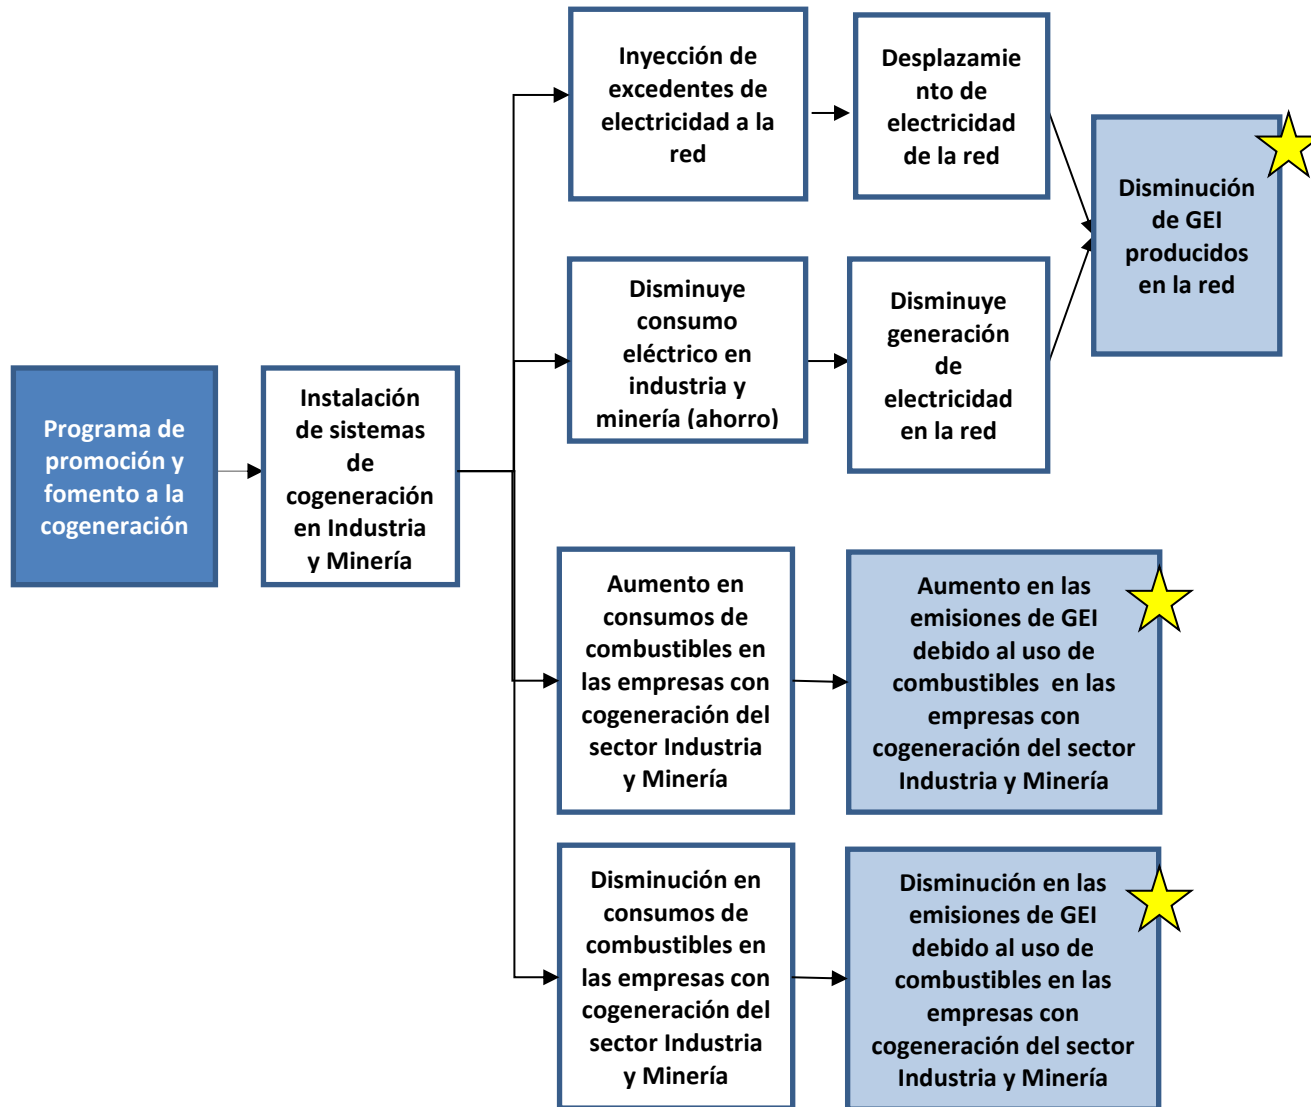 Programa de
promoción y
fomento a la
cogeneración
Instalación
de sistemas
de
cogeneración
en Industria
y Minería
Inyección de
excedentes de
electricidad a la
red
Desplazamie
nto de
electricidad
de la red
Disminución
de GEI
producidos
en la red
Disminuye
consumo
eléctrico en
industria y
minería (ahorro)
Disminuye
generación
de
electricidad
en la red
Aumento en
consumos de
combustibles en
las empresas con
cogeneración del
sector Industria
y Minería
Aumento en las
emisiones de GEI
debido al uso de
combustibles en las
empresas con
cogeneración del sector
Industria y Minería
Disminución en
consumos de
combustibles en
las empresas con
cogeneración del
sector Industria
y Minería
Disminución en las
emisiones de GEI
debido al uso de
combustibles en las
empresas con
cogeneración del sector
Industria y Minería